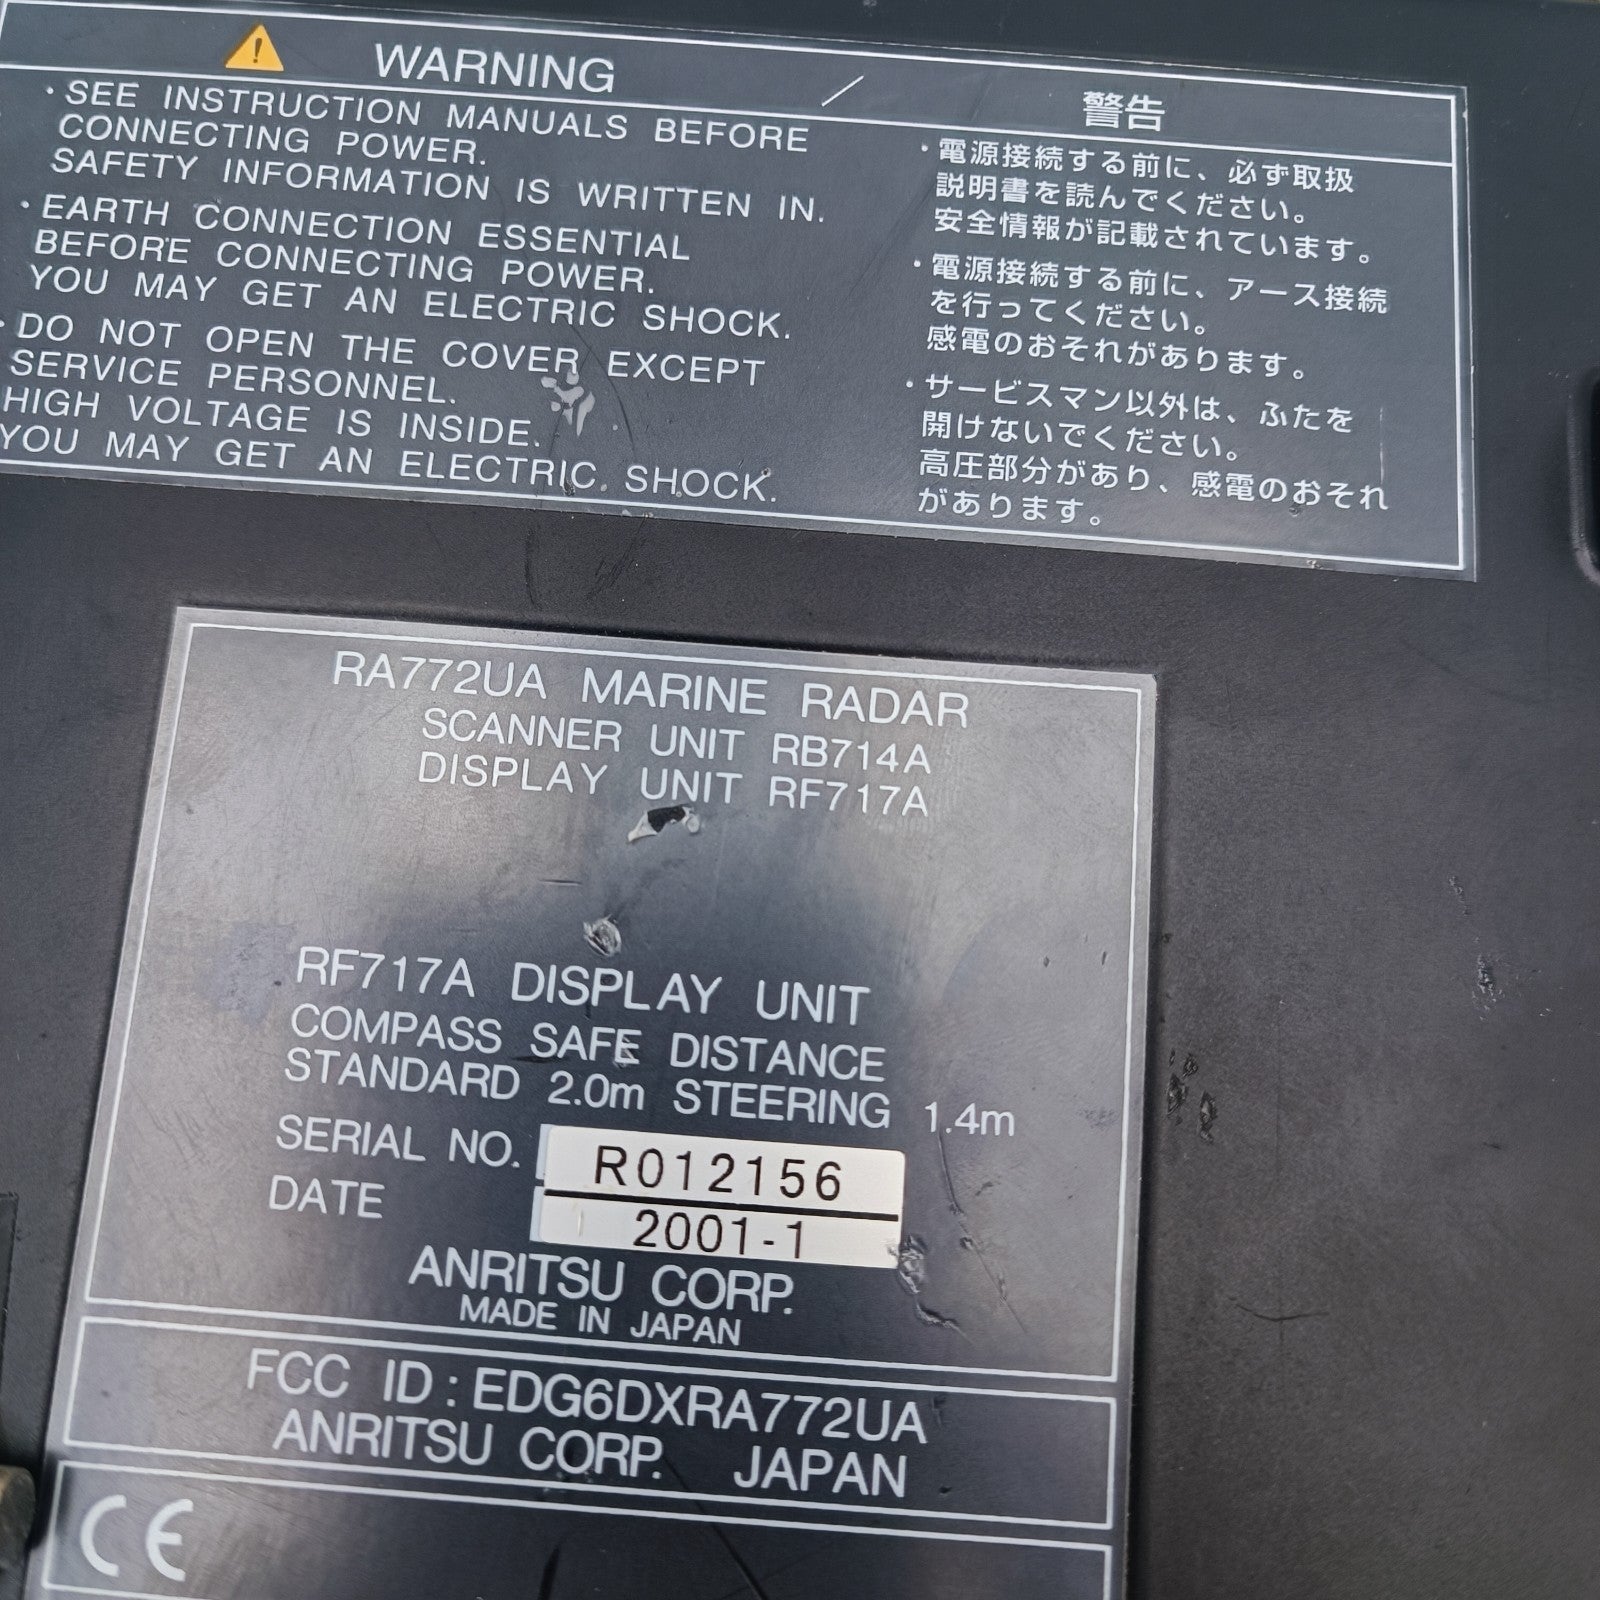 WARNING / 警告
・SEE INSTRUCTION MANUALS BEFORE
CONNECTING POWER.
SAFETY INFORMATION IS WRITTEN IN.
・EARTH CONNECTION ESSENTIAL
BEFORE CONNECTING POWER.
YOU MAY GET AN ELECTRIC SHOCK.
・DO NOT OPEN THE COVER EXCEPT
SERVICE PERSONNEL.
HIGH VOLTAGE IS INSIDE.
YOU MAY GET AN ELECTRIC SHOCK.
・電源接続する前に、必ず取扱
説明書を読んでください。
安全情報が記載されています。
・電源接続する前に、アース接続
を行ってください。
感電のおそれがあります。
・サービスマン以外は、ふたを
開けないでください。
高圧部分があり、感電のおそれ
があります。
RA772UA MARINE RADAR
SCANNER UNIT RB714A
DISPLAY UNIT RF717A
RF717A DISPLAY UNIT
COMPASS SAFE DISTANCE
STANDARD 2.0m STEERING 1.4m
SERIAL NO. R012156
DATE 2001-1
ANRITSU CORP.
MADE IN JAPAN
FCC ID : EDG6DXRA772UA
ANRITSU CORP. JAPAN
CE